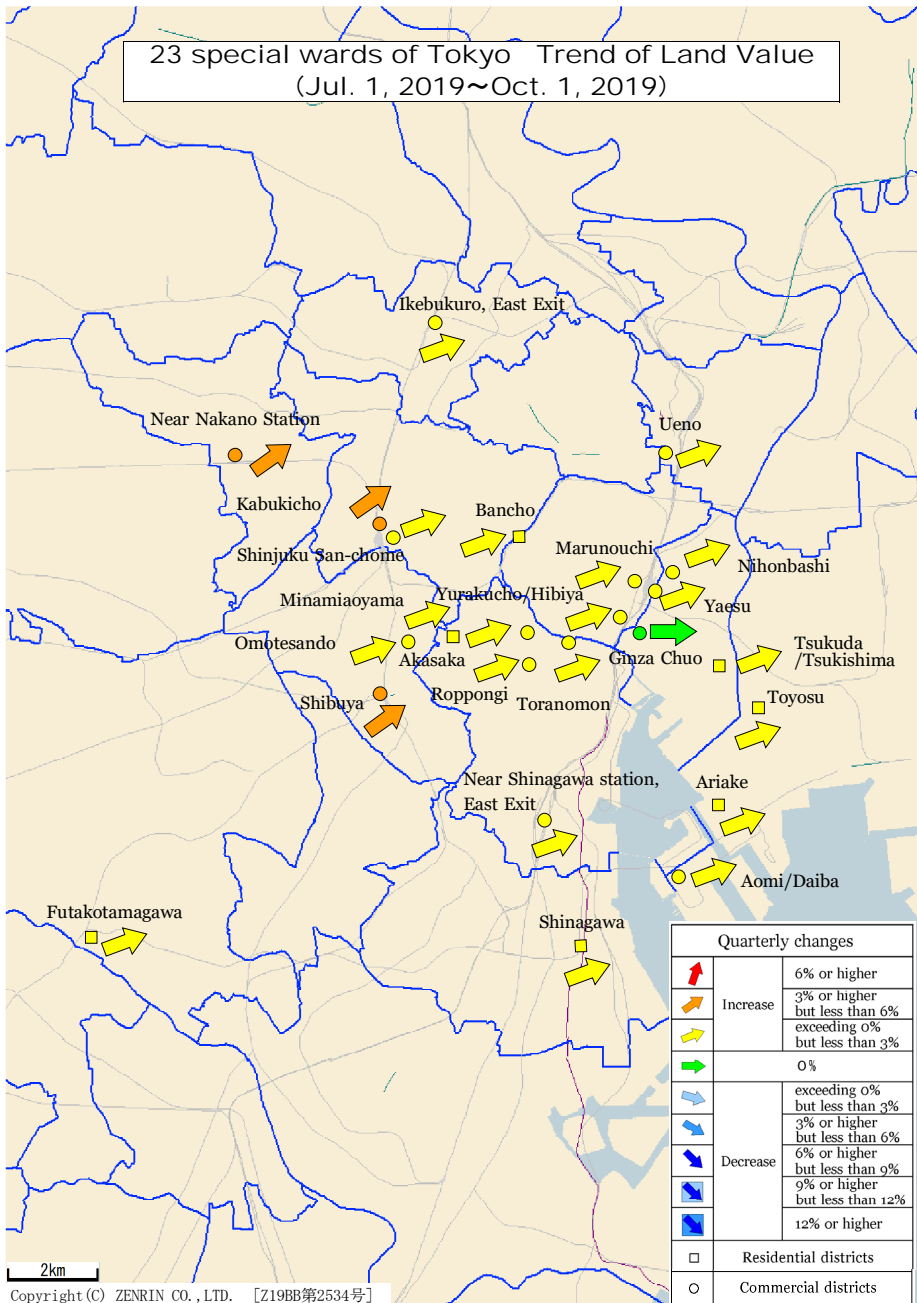 23 special wards of Tokyo　Trend of Land Value
(Jul. 1, 2019～Oct. 1, 2019)
Ikebukuro, East Exit
Near Nakano Station
Ueno
Kabukicho
Bancho
Shinjuku San-chome
Marunouchi
Nihonbashi
Minamiaoyama
Yurakucho/Hibiya
Yaesu
Omotesando
Akasaka
Ginza Chuo
Tsukuda
/Tsukishima
Shibuya
Roppongi
Toranomon
Toyosu
Near Shinagawa station,
East Exit
Ariake
Aomi/Daiba
Futakotamagawa
Shinagawa
Quarterly changes
Increase
6% or higher
3% or higher
but less than 6%
exceeding 0%
but less than 3%
0%
Decrease
exceeding 0%
but less than 3%
3% or higher
but less than 6%
6% or higher
but less than 9%
9% or higher
but less than 12%
12% or higher
Residential districts
Commercial districts
2km
Copyright(C) ZENRIN CO.,LTD. [Z19BB第2534号]